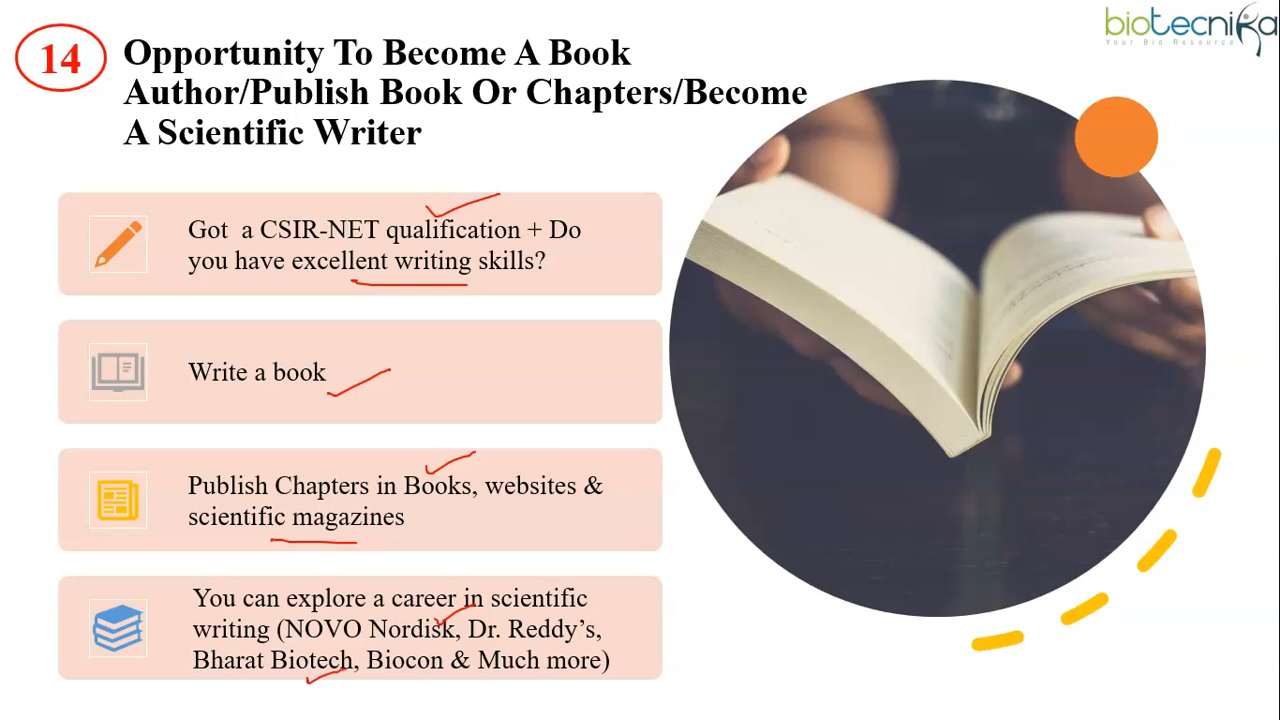 14
Opportunity To Become A Book
Author/Publish Book Or Chapters/Become
A Scientific Writer
biotecnika
Your Bio Resource
Got a CSIR-NET qualification + Do
you have excellent writing skills?
Write a book
Publish Chapters in Books, websites &
scientific magazines
You can explore a career in scientific
writing (NOVO Nordisk, Dr. Reddy's,
Bharat Biotech, Biocon & Much more)